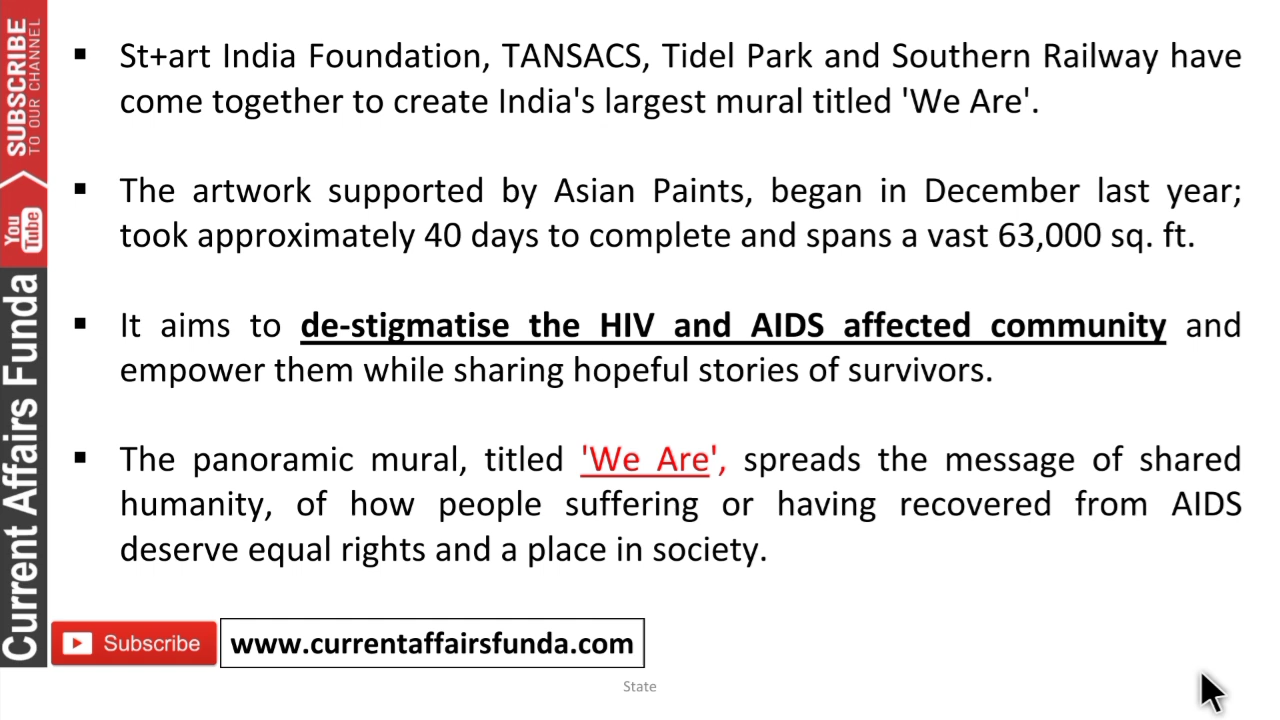 SUBSCRIBE
TO OUR CHANNEL
You
Tube
Current Affairs Funda
▪ St+art India Foundation, TANSACS, Tidel Park and Southern Railway have
come together to create India's largest mural titled 'We Are'.
▪ The artwork supported by Asian Paints, began in December last year;
took approximately 40 days to complete and spans a vast 63,000 sq. ft.
▪ It aims to de-stigmatise the HIV and AIDS affected community and
empower them while sharing hopeful stories of survivors.
▪ The panoramic mural, titled 'We Are', spreads the message of shared
humanity, of how people suffering or having recovered from AIDS
deserve equal rights and a place in society.
Subscribe
www.currentaffairsfunda.com
State